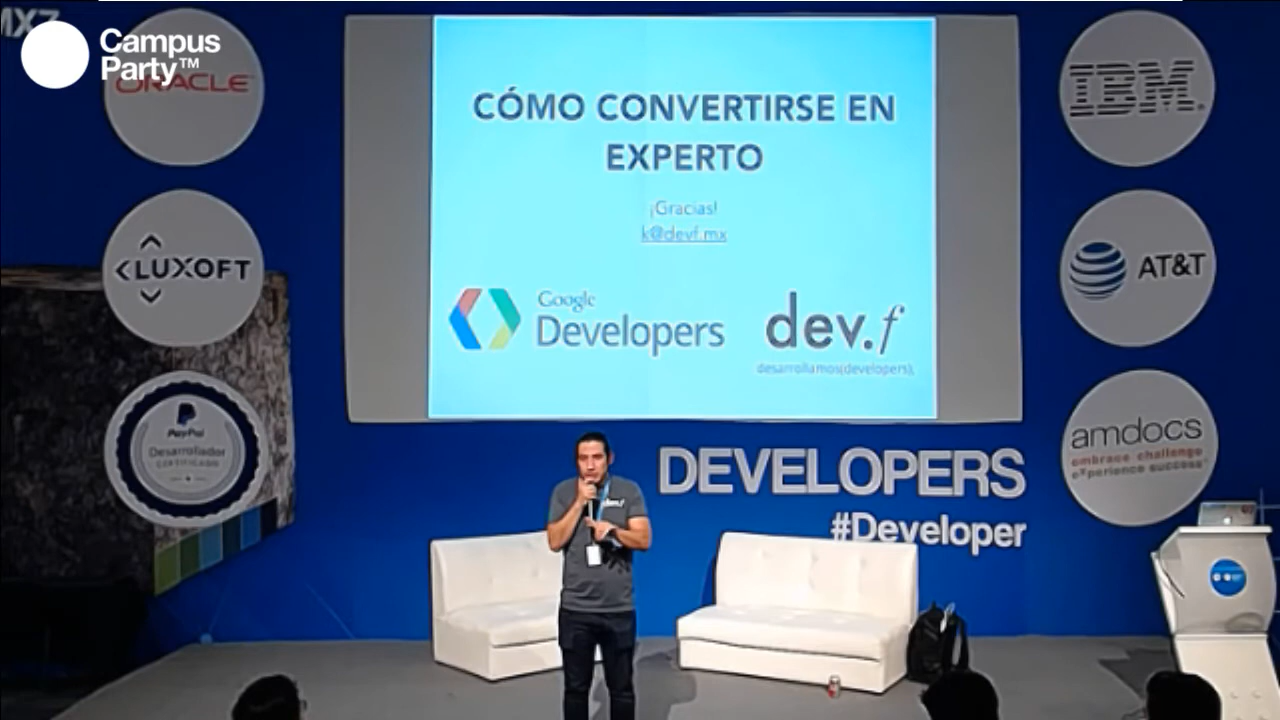 Campus
Party™
ORACLE
LUXOFT
PayPal
Desarrollador
CERTIFICADO
CÓMO CONVERTIRSE EN
EXPERTO
¡Gracias!
k@devf.mx
Google
Developers
dev.f
desarrollamos(developers);
IBM
AT&T
amdocs
embrace challenge
experience success
DEVELOPERS
#Developer